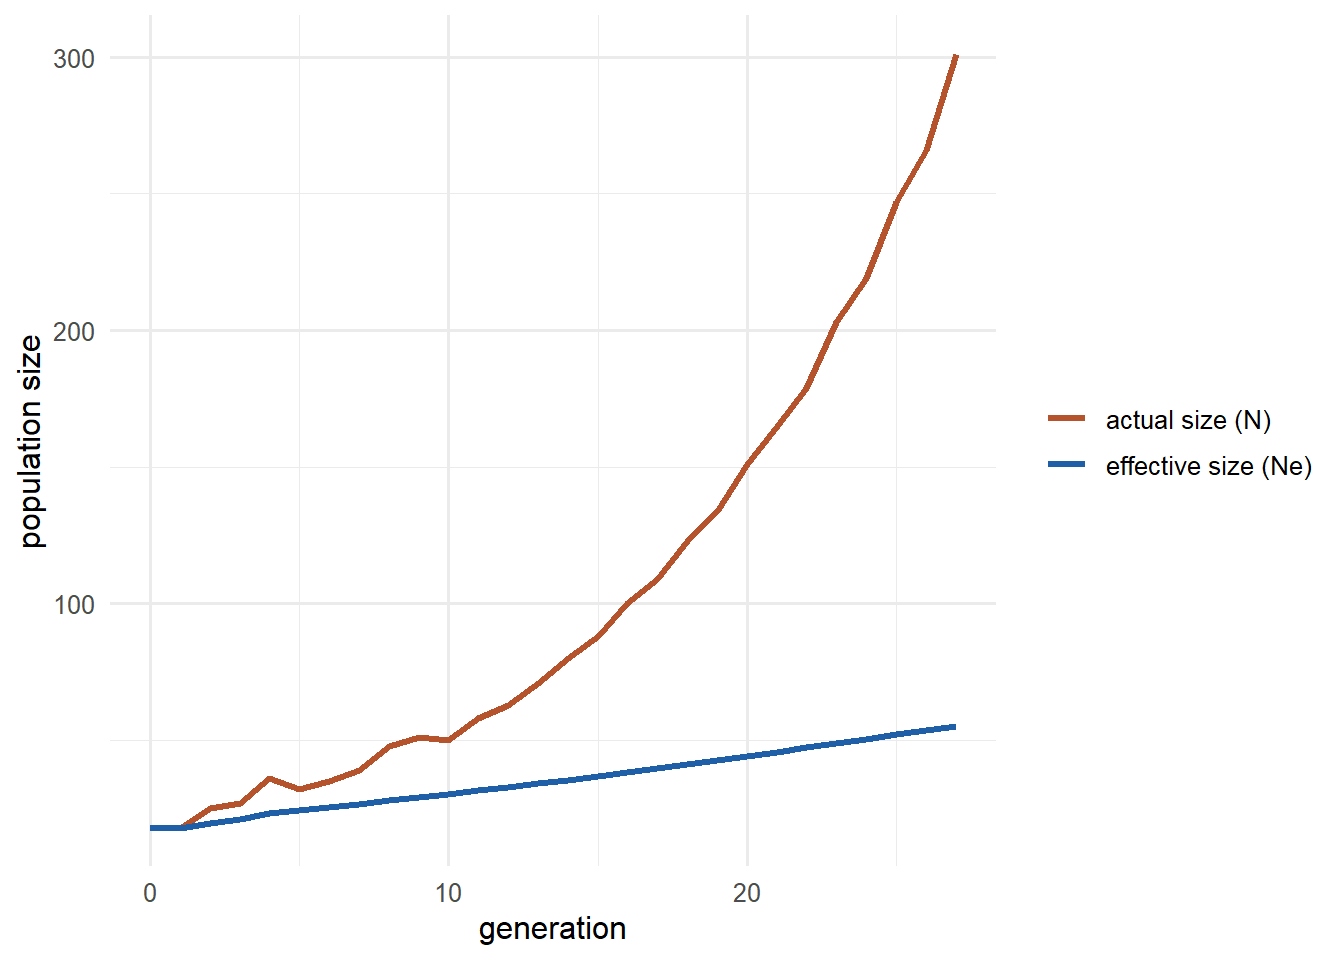 300
200
100
population size
0
10
20
generation
actual size (N)
effective size (Ne)